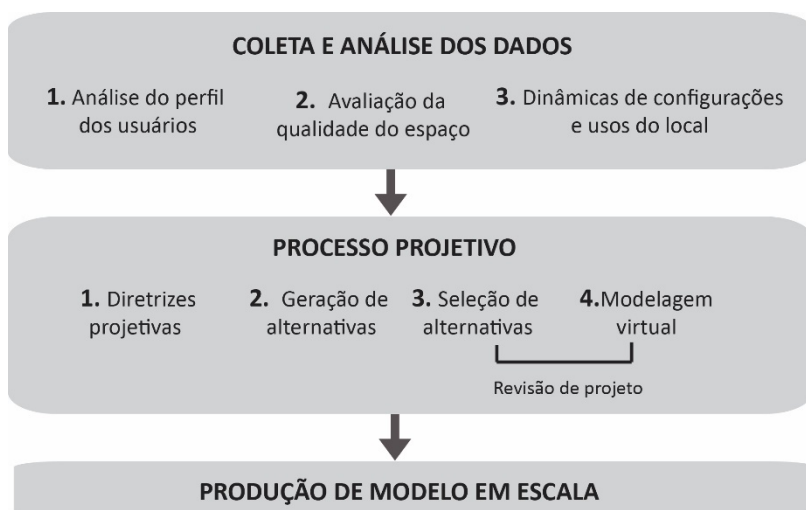 COLETA E ANÁLISE DOS DADOS
1. Análise do perfil
dos usuários
2. Avaliação da
qualidade do espaço
3. Dinâmicas de configurações
e usos do local
PROCESSO PROJETIVO
1. Diretrizes
projetivas
2. Geração de
alternativas
3. Seleção de
alternativas
4.Modelagem
virtual
Revisão de projeto
PRODUÇÃO DE MODELO EM ESCALA